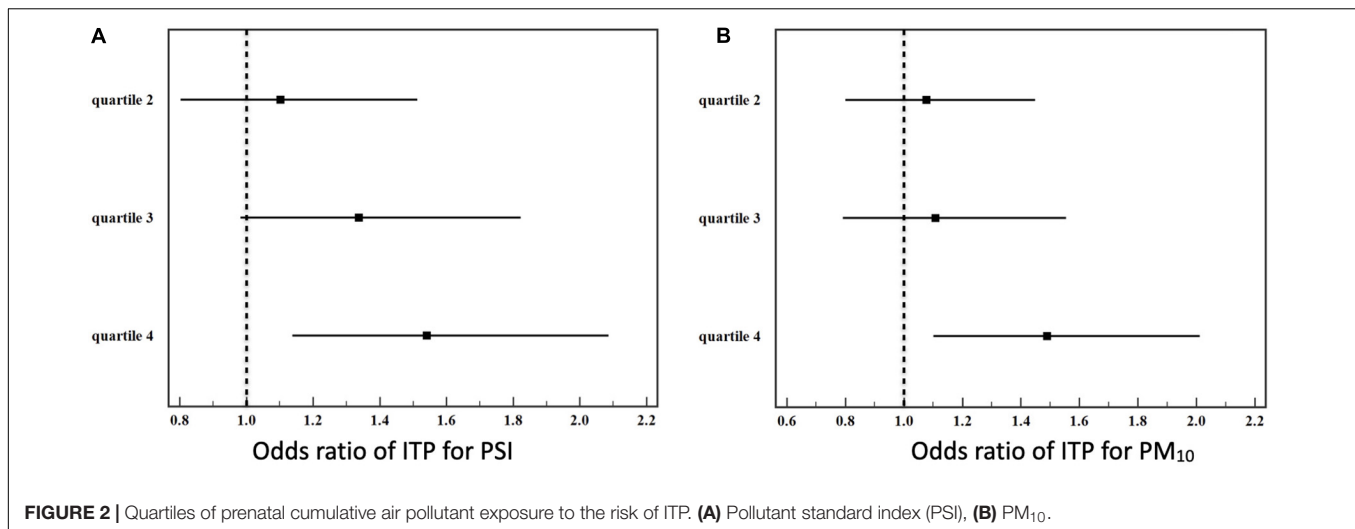 A
quartile 2
quartile 3
quartile 4
0.8 1.0 1.2 1.4 1.6 1.8 2.0 2.2
Odds ratio of ITP for PSI
B
quartile 2
quartile 3
quartile 4
0.6 0.8 1.0 1.2 1.4 1.6 1.8 2.0 2.2
Odds ratio of ITP for PM₁₀
FIGURE 2 | Quartiles of prenatal cumulative air pollutant exposure to the risk of ITP. (A) Pollutant standard index (PSI), (B) PM₁₀.